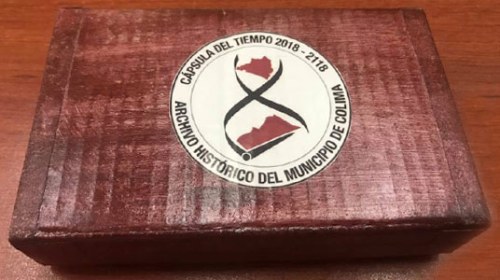 CÁPSULA DEL TIEMPO 2018 - 2118
ARCHIVO HISTÓRICO DEL MUNICIPIO DE COLIMA